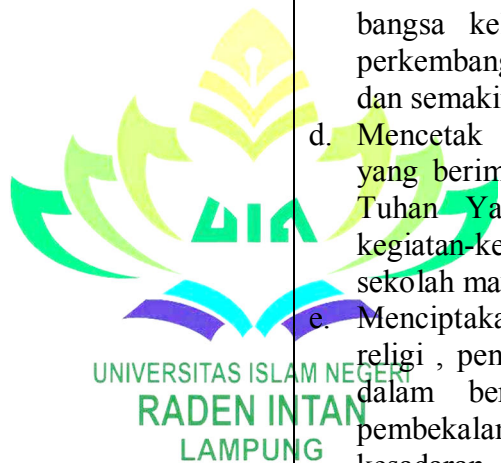 bangsa ke
dan semaki
d. Mencetak
yang berim
Tuhan Ya
kegiatan-ke
sekolah ma
e. Menciptaka
religi , pen
dalam ber
pembekalan
UIN
UNIVERSITAS ISLAM NEGERI
RADEN INTAN
LAMPUNG